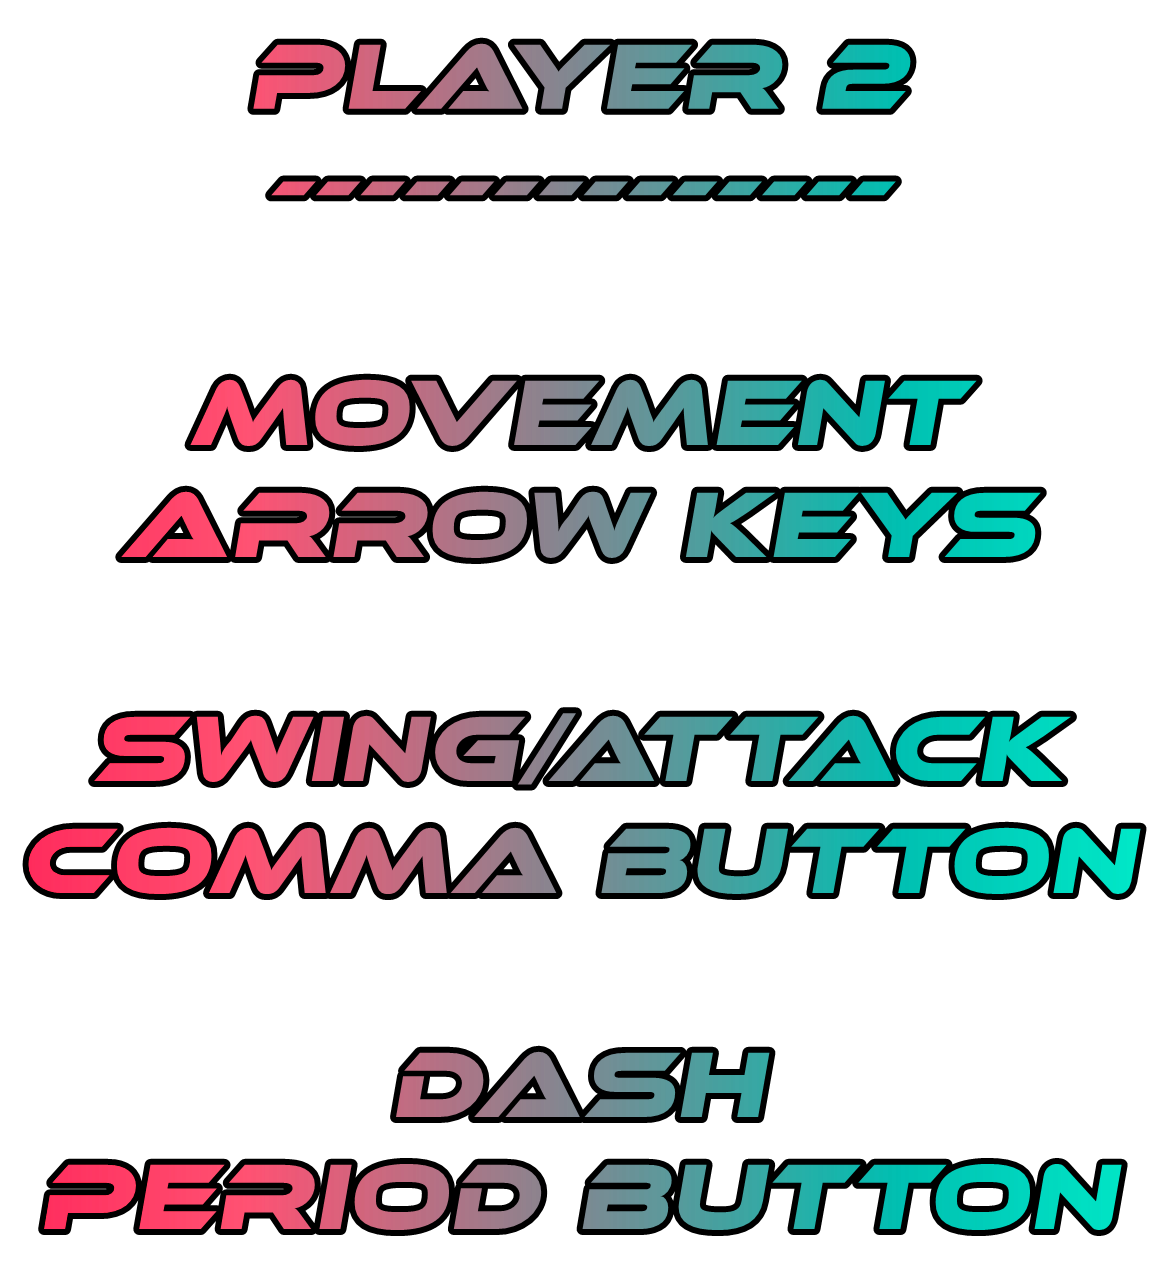 PLAYER 2
--------------
MOVEMENT
ARROW KEYS
SWING/ATTACK
COMMA BUTTON
DASH
PERIOD BUTTON